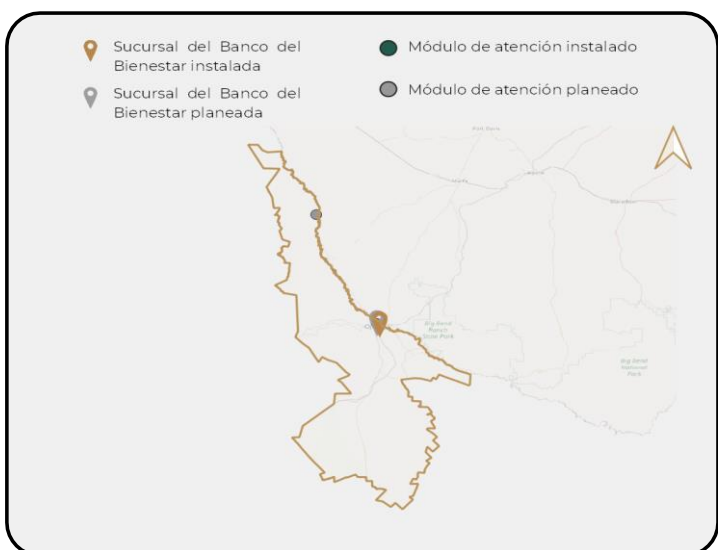 Sucursal del Banco del
Bienestar instalada
Sucursal del Banco del
Bienestar planeada
Módulo de atención instalado
Módulo de atención planeado
Big Bend
Ranch
State Park
Big Bend
National
Park